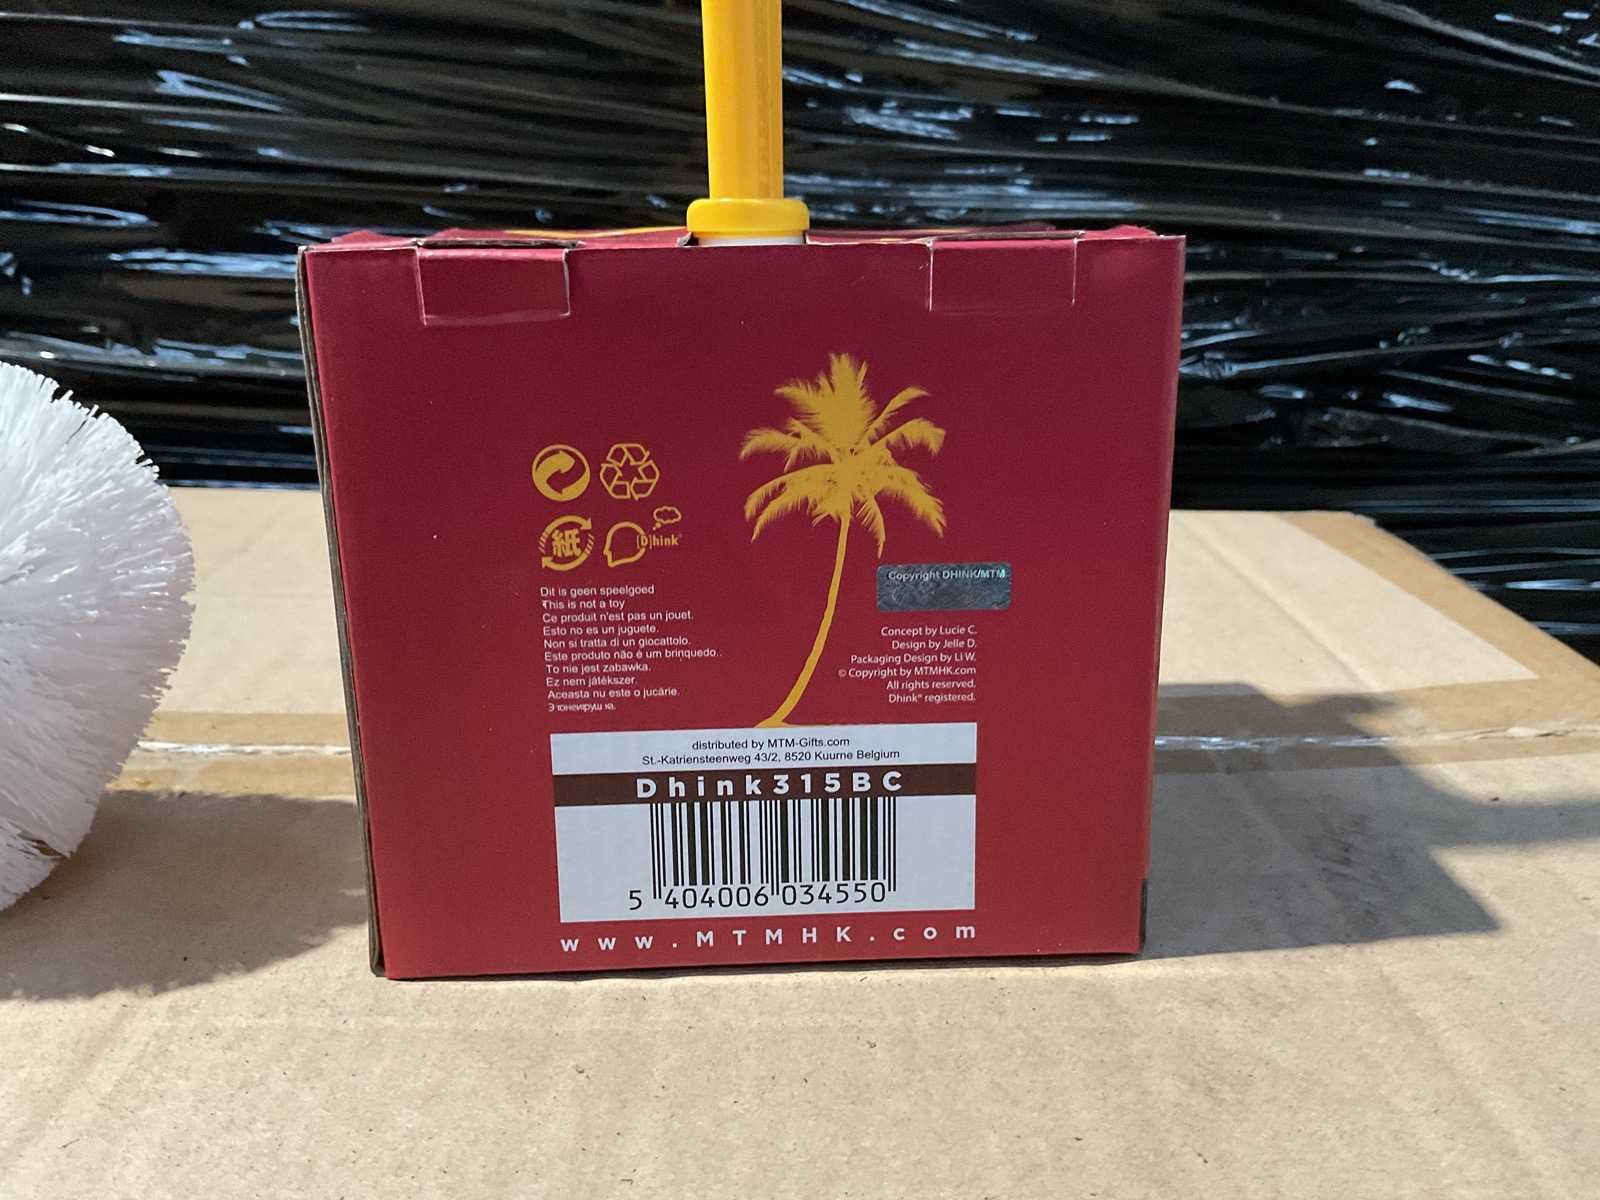 紙
[D]hink®
Dit is geen speelgoed
This is not a toy
Ce produit n'est pas un jouet.
Esto no es un juguete.
Non si tratta di un giocattolo.
Este produto não é um brinquedo..
To nie jest zabawka.
Ez nem játékszer.
Aceasta nu este o jucărie.
Copyright DHINK/MTM
Concept by Lucie C.
Design by Jelle D.
Packaging Design by Li W.
© Copyright by MTMHK.com
All rights reserved.
Dhink® registered.
distributed by MTM-Gifts.com
St.-Katriensteenweg 43/2, 8520 Kuurne Belgium
Dhink315BC
5 404006 034550
www.MTMHK.com